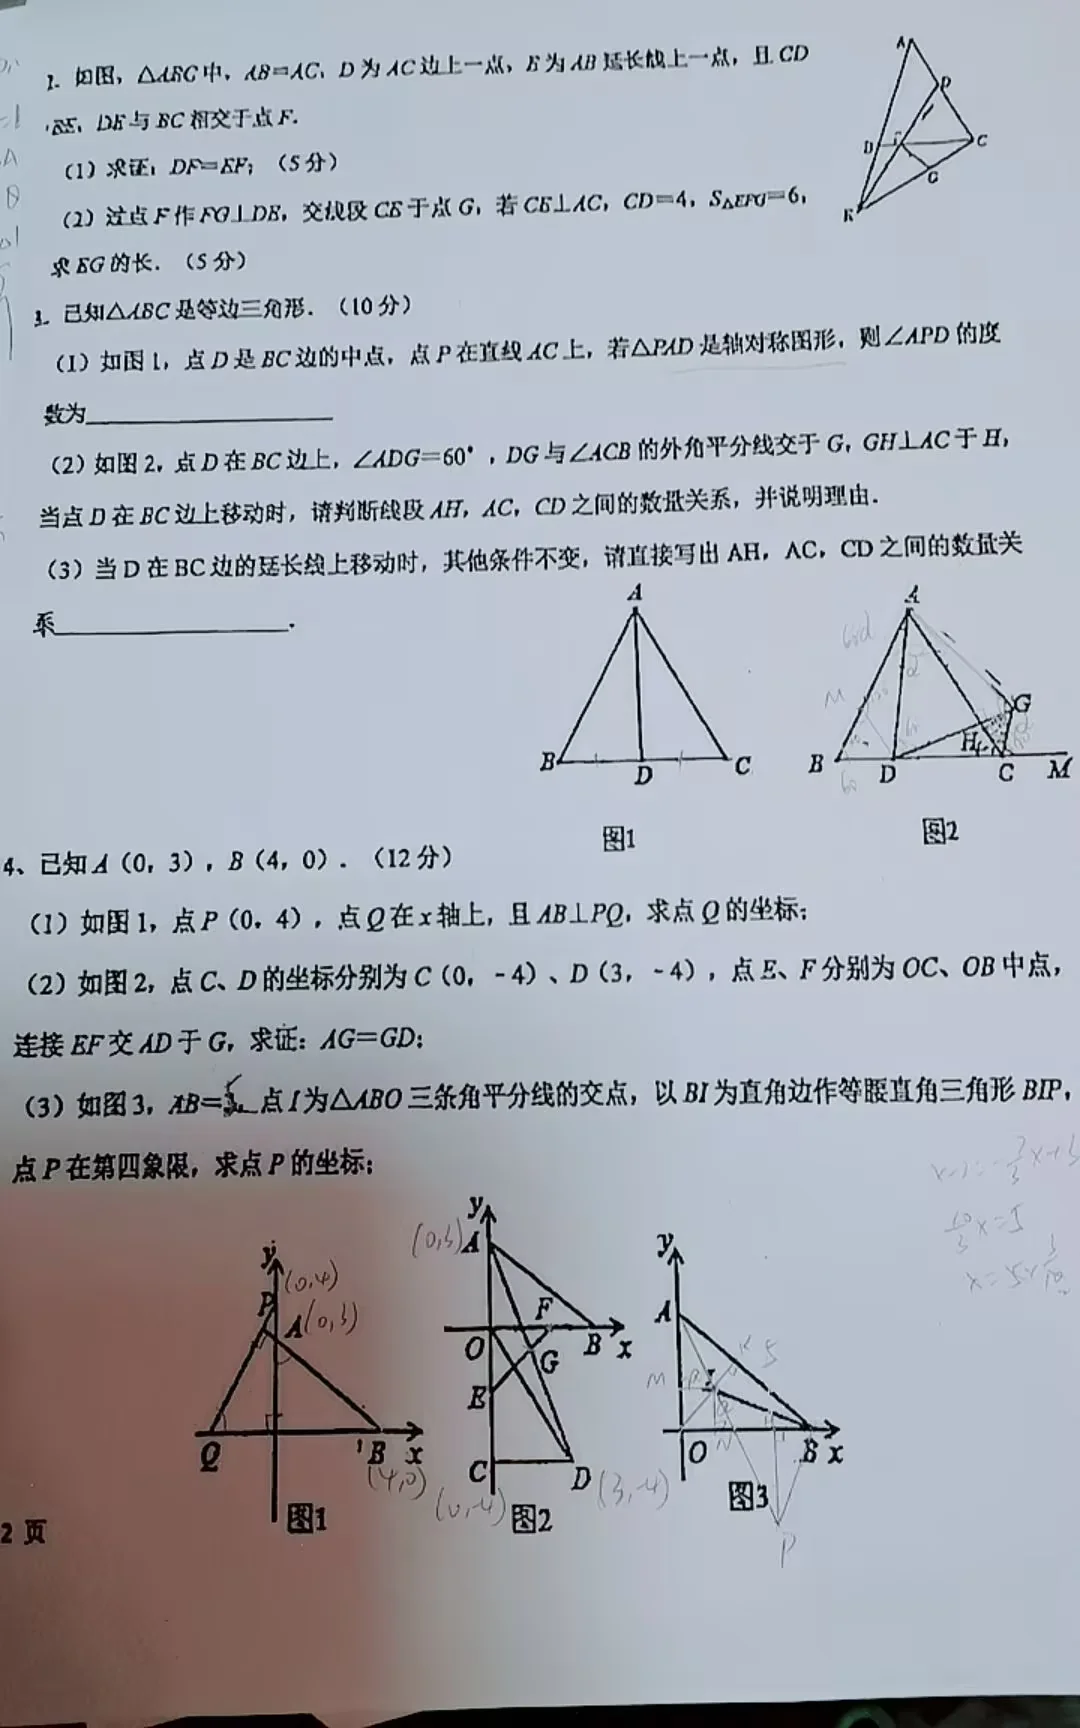 2. 如图，△ABC中，AB=AC，D为AC边上一点，E为AB延长线上一点，且CD
=BE，DE与BC相交于点F．
（1）求证：DF=EF；（5分）
（2）过点F作FG⊥DE，交线段CE于点G，若CE⊥AC，CD=4，S△EFG=6，
求EG的长．（5分）
3. 已知△ABC是等边三角形．（10分）
（1）如图1，点D是BC边的中点，点P在直线AC上，若△PAD是轴对称图形，则∠APD的度
数为
（2）如图2，点D在BC边上，∠ADG=60°，DG与∠ACB的外角平分线交于G，GH⊥AC于H，
当点D在BC边上移动时，请判断线段AH，AC，CD之间的数量关系，并说明理由．
（3）当D在BC边的延长线上移动时，其他条件不变，请直接写出AH，AC，CD之间的数量关
系．
A
B
D
C
图1
A
M
G
H
B
D
C
M
60
图2
4、已知A（0，3），B（4，0）．（12分）
（1）如图1，点P（0，4），点Q在x轴上，且AB⊥PQ，求点Q的坐标；
（2）如图2，点C、D的坐标分别为C（0，-4）、D（3，-4），点E、F分别为OC、OB中点，
连接EF交AD于G，求证：AG=GD；
（3）如图3，AB=5，点I为△ABO三条角平分线的交点，以BI为直角边作等腰直角三角形BIP，
点P在第四象限，求点P的坐标；
y
P
(0,4)
A
(0,3)
Q
B
x
(4,0)
图1
y
(0,3)
A
F
O
B
x
G
E
C
D
(0,-4)
(3,-4)
图2
y
A
5
M
I
N
O
B
x
P
图3
2 页